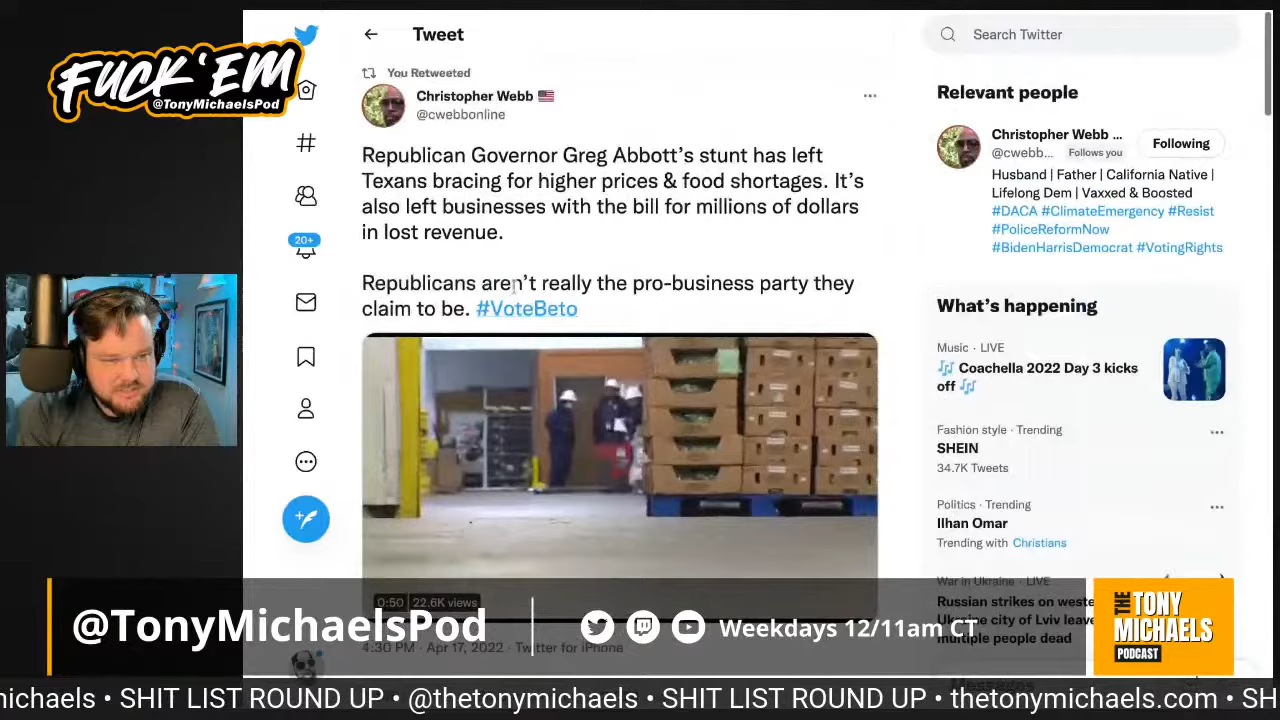 FUCK 'EM
@TonyMichaelsPod
Tweet
You Retweeted
Christopher Webb
@cwebbonline
Republican Governor Greg Abbott's stunt has left
Texans bracing for higher prices & food shortages. It's
also left businesses with the bill for millions of dollars
in lost revenue.
Republicans aren't really the pro-business party they
claim to be. #VoteBeto
20+
0:50
22.6K views
4:30 PM · Apr 17, 2022 · Twitter for iPhone
Search Twitter
Relevant people
Christopher Webb ...
@cwebb... Follows you
Following
Husband | Father | California Native |
Lifelong Dem | Vaxxed & Boosted
#DACA #ClimateEmergency #Resist
#PoliceReformNow
#BidenHarrisDemocrat #VotingRights
What's happening
Music · LIVE
Coachella 2022 Day 3 kicks
off
Fashion style · Trending
SHEIN
34.7K Tweets
Politics · Trending
Ilhan Omar
Trending with Christians
War in Ukraine · LIVE
Russian strikes on weste
Ukraine city of Lviv leave
multiple people dead
Messages
@TonyMichaelsPod
Weekdays 12/11am CT
THE TONY
MICHAELS
PODCAST
michaels • SHIT LIST ROUND UP • @thetonymichaels • SHIT LIST ROUND UP • thetonymichaels.com • SH